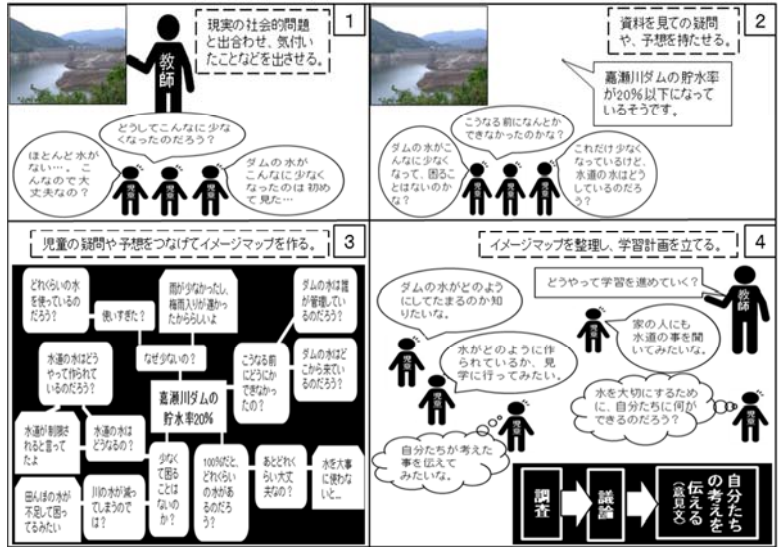 1
現実の社会的問題
と出合わせ、気付い
たことなどを出させる。
教師
どうしてこんなに少な
くなったのだろう？
ほとんど水が
ない…。こ
んなので大
丈夫なの？
ダムの水が
こんなに少なく
なったのは初め
て見た…
児童
児童
児童
2
資料を見ての疑問
や、予想を持たせる。
嘉瀬川ダムの貯水率
が20％以下になって
いるそうです。
こうなる前になんとか
できなかったのかな？
ダムの水がこ
んなに少なく
なって、困るこ
とはないのか
な？
これだけ少なく
なっているけど、
水道の水はどう
しているのだろ
う？
児童
児童
児童
3
児童の疑問や予想をつなげてイメージマップを作る。
どれくらいの水
を使っているの
だろう？
使いすぎた？
雨が少なかったし、
梅雨入りが遅かっ
たかららしいよ
ダムの水は誰
が管理している
のだろう？
水道の水はどう
やって作られて
いるのだろう？
なぜ少ないの？
こうなる前
にどうにか
できなかっ
たの？
ダムの水はど
こから来てい
るのだろう？
嘉瀬川ダムの
貯水率20%
水道が制限さ
れると言って
たよ
水道の水は
どうなるの？
少なく
て困る
ことは
ないの
か？
100%だと、ど
れくらいの
水があるの
だろう？
あとどれく
らい大丈
夫なの？
水を大事
に使わな
いと…
田んぼの水が
不足して困っ
てるみたい
川の水が減っ
てしまうので
は？
4
イメージマップを整理し、学習計画を立てる。
ダムの水がどのよう
にしてたまるのか知
りたいな。
どうやって学習を進めていく？
教師
児童
家の人にも
水道の事を聞
いてみたいな。
児童
水がどのように作
られているか、見
学に行ってみたい。
児童
水を大切にするため
に、自分たちに何が
できるのだろう？
児童
児童
自分たちが考えた
事を伝えて
みたいな。
調査
議論
自分たち
の考えを
伝える
（意見文）